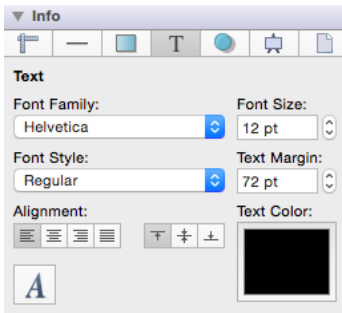 Info
T
Text
Font Family:
Font Size:
Helvetica
12 pt
Font Style:
Text Margin:
Regular
72 pt
Alignment:
Text Color:
A